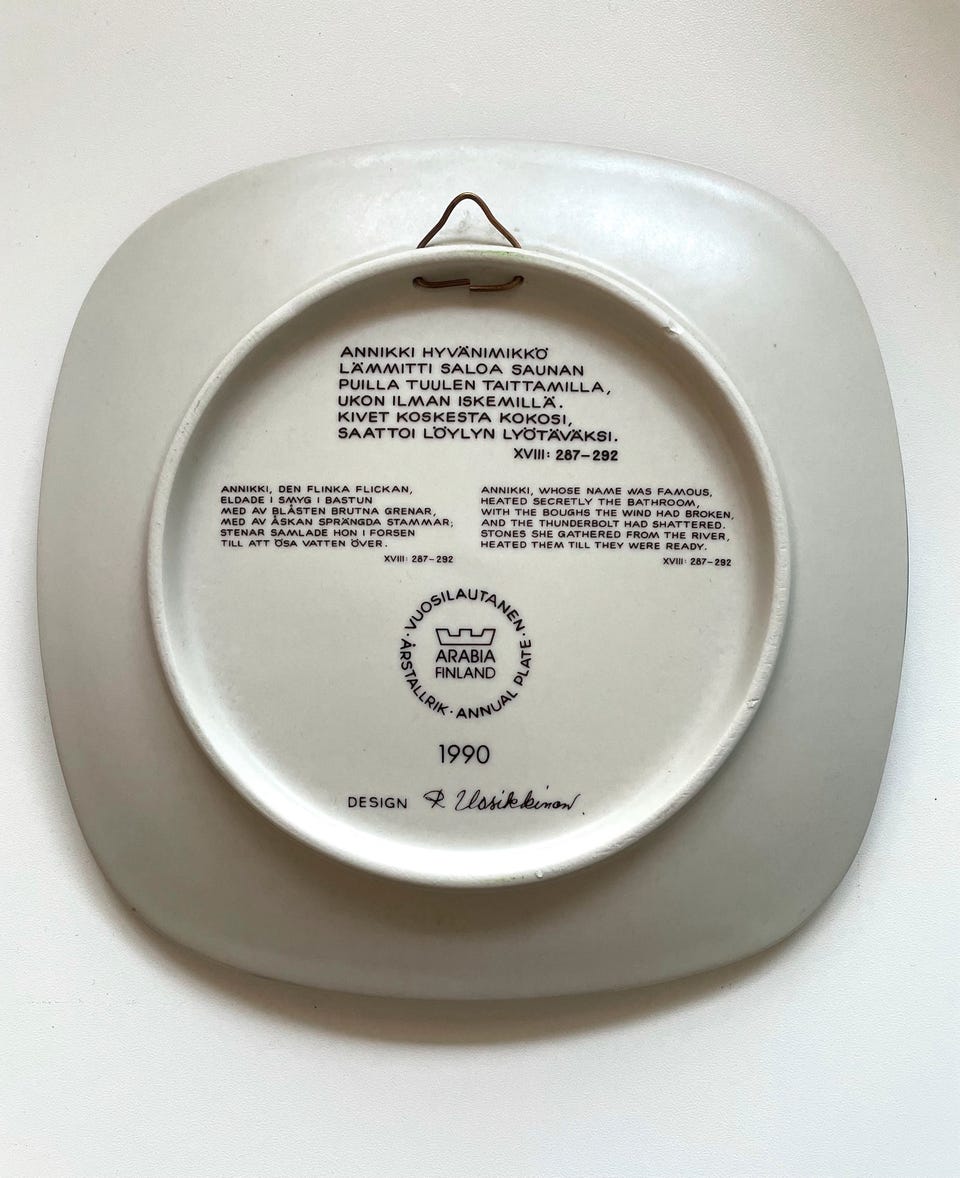 ANNIKKI HYVÄNIMIKKÖ
LÄMMITTI SALOA SAUNAN
PUILLA TUULEN TAITTAMILLA,
UKON ILMAN ISKEMILLÄ.
KIVET KOSKESTA KOKOSI,
SAATTOI LÖYLYN LYÖTÄVÄKSI.
XVIII: 287–292
ANNIKKI, DEN FLINKA FLICKAN,
ELDADE I SMYG I BASTUN
MED AV BLÅSTEN BRUTNA GRENAR,
MED AV ÅSKAN SPRÄNGDA STAMMAR;
STENAR SAMLADE HON I FORSEN
TILL ATT ÖSA VATTEN ÖVER.
XVIII: 287–292
ANNIKKI, WHOSE NAME WAS FAMOUS,
HEATED SECRETLY THE BATHROOM,
WITH THE BOUGHS THE WIND HAD BROKEN,
AND THE THUNDERBOLT HAD SHATTERED.
STONES SHE GATHERED FROM THE RIVER,
HEATED THEM TILL THEY WERE READY.
XVIII: 287–292
· VUOSILAUTANEN · ANNUAL PLATE · ÅRSTALLRIK
ARABIA
FINLAND
1990
DESIGN R Uosikkinen